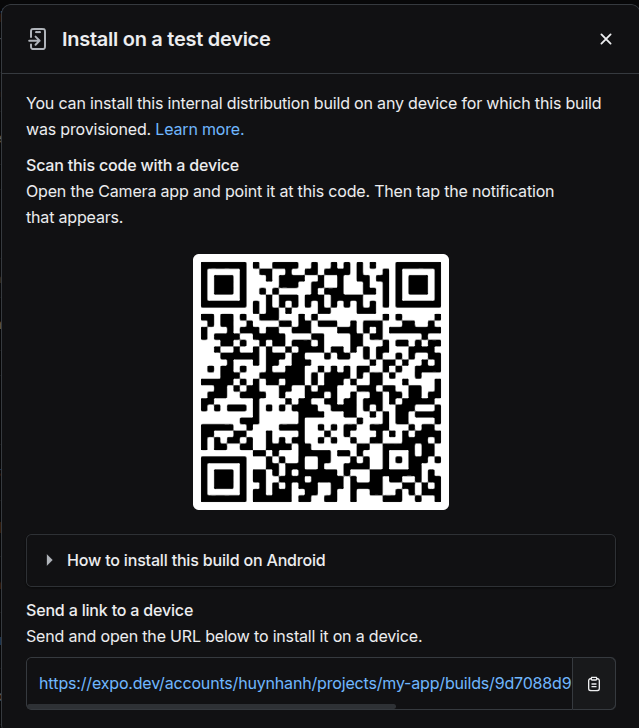 Install on a test device
You can install this internal distribution build on any device for which this build
was provisioned. Learn more.
Scan this code with a device
Open the Camera app and point it at this code. Then tap the notification
that appears.
How to install this build on Android
Send a link to a device
Send and open the URL below to install it on a device.
https://expo.dev/accounts/huynhanh/projects/my-app/builds/9d7088d9